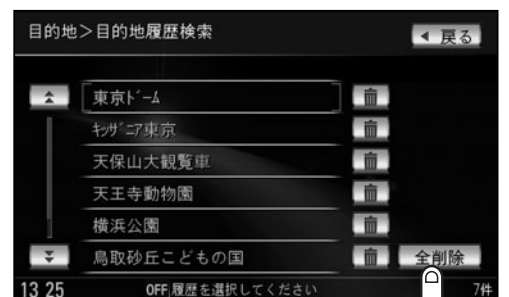 目的地>目的地履歴検索
戻る
東京ﾄﾞｰﾑ
ｷｯｻﾞﾆｱ東京
天保山大観覧車
天王寺動物園
横浜公園
鳥取砂丘こどもの国
全削除
13 25
OFF 履歴を選択してください
7件